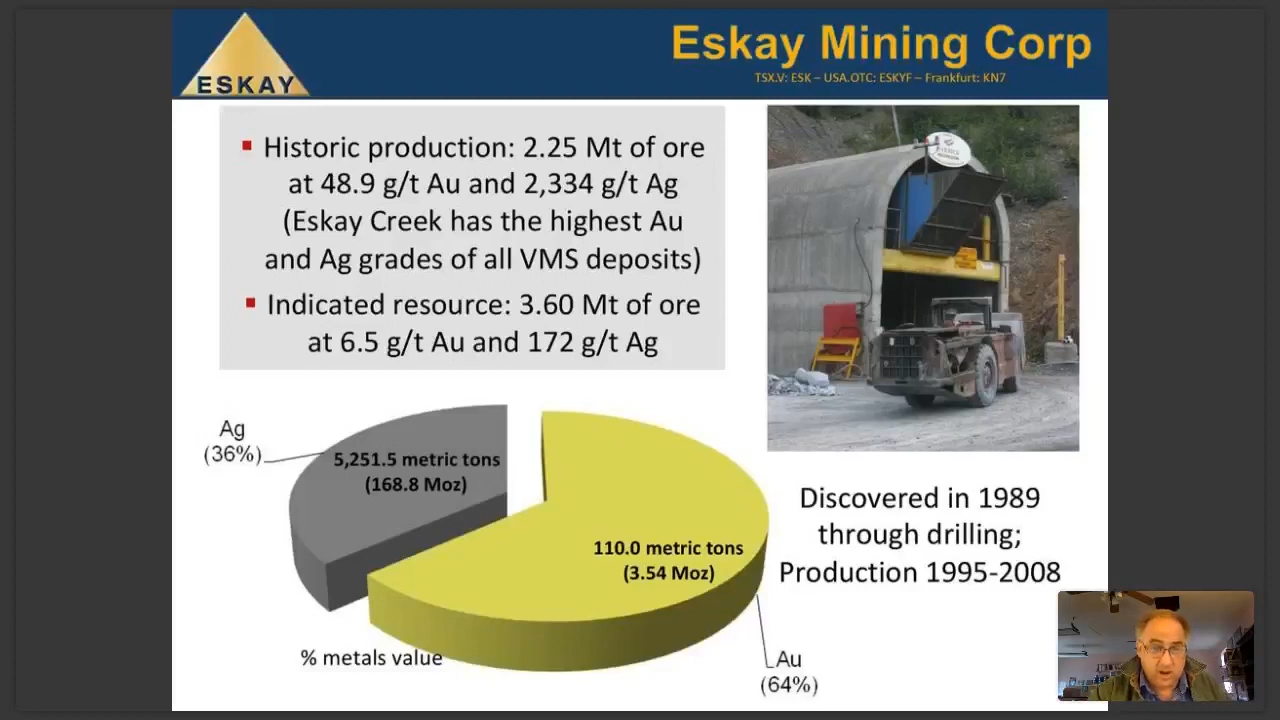 ESKAY
Eskay Mining Corp
TSX.V: ESK – USA.OTC: ESKYF – Frankfurt: KN7
▪ Historic production: 2.25 Mt of ore
at 48.9 g/t Au and 2,334 g/t Ag
(Eskay Creek has the highest Au
and Ag grades of all VMS deposits)
▪ Indicated resource: 3.60 Mt of ore
at 6.5 g/t Au and 172 g/t Ag
Ag
(36%)
5,251.5 metric tons
(168.8 Moz)
110.0 metric tons
(3.54 Moz)
% metals value
Au
(64%)
Discovered in 1989
through drilling;
Production 1995-2008